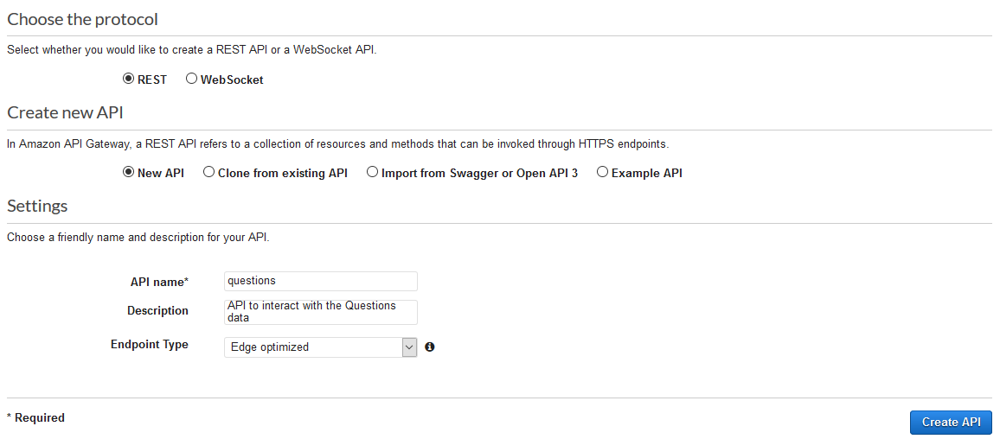 Choose the protocol
Select whether you would like to create a REST API or a WebSocket API.
REST WebSocket
Create new API
In Amazon API Gateway, a REST API refers to a collection of resources and methods that can be invoked through HTTPS endpoints.
New API Clone from existing API Import from Swagger or Open API 3 Example API
Settings
Choose a friendly name and description for your API.
API name* questions
Description API to interact with the Questions
data
Endpoint Type Edge optimized
* Required
Create API